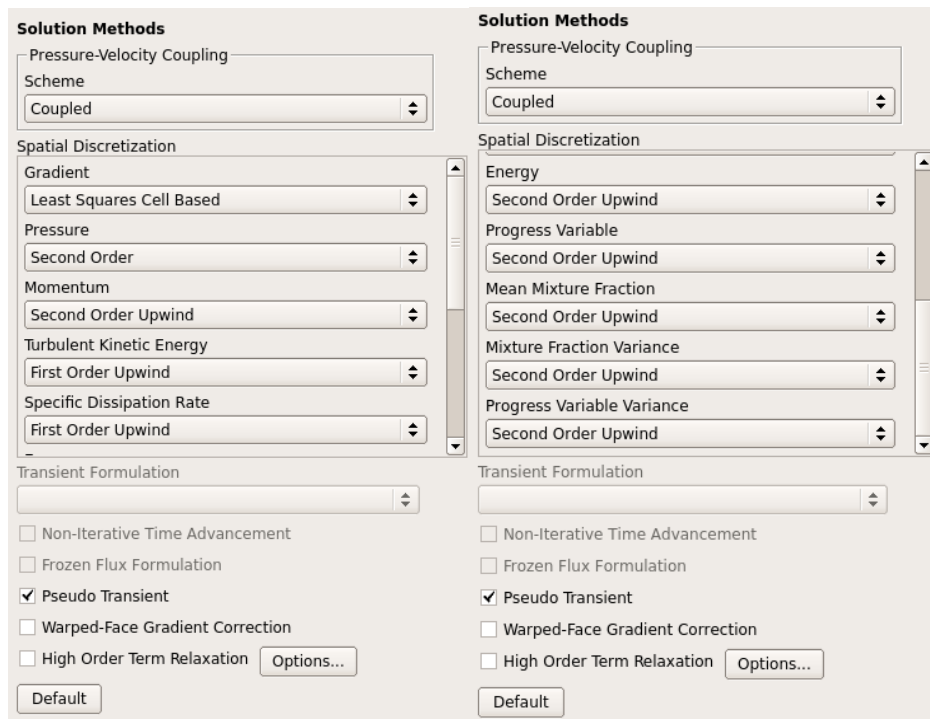 Solution Methods
Pressure-Velocity Coupling
Scheme
Coupled
Spatial Discretization
Gradient
Least Squares Cell Based
Pressure
Second Order
Momentum
Second Order Upwind
Turbulent Kinetic Energy
First Order Upwind
Specific Dissipation Rate
First Order Upwind
Transient Formulation
Non-Iterative Time Advancement
Frozen Flux Formulation
Pseudo Transient
Warped-Face Gradient Correction
High Order Term Relaxation Options...
Default
Solution Methods
Pressure-Velocity Coupling
Scheme
Coupled
Spatial Discretization
Energy
Second Order Upwind
Progress Variable
Second Order Upwind
Mean Mixture Fraction
Second Order Upwind
Mixture Fraction Variance
Second Order Upwind
Progress Variable Variance
Second Order Upwind
Transient Formulation
Non-Iterative Time Advancement
Frozen Flux Formulation
Pseudo Transient
Warped-Face Gradient Correction
High Order Term Relaxation Options...
Default